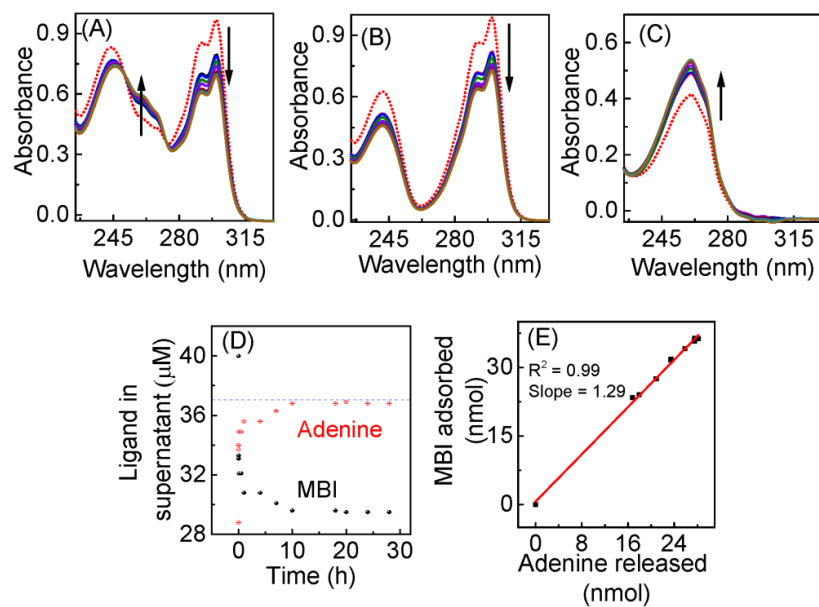 (A)
Absorbance
0.9
0.6
0.3
0.0
245 280 315
Wavelength (nm)
(B)
Absorbance
0.9
0.6
0.3
0.0
245 280 315
Wavelength (nm)
(C)
Absorbance
0.6
0.4
0.2
0.0
245 280 315
Wavelength (nm)
(D)
Ligand in
supernatant (μM)
40
36
32
28
Adenine
MBI
0 10 20 30
Time (h)
(E)
MBI adsorbed
(nmol)
30
15
0
R² = 0.99
Slope = 1.29
0 8 16 24
Adenine released
(nmol)